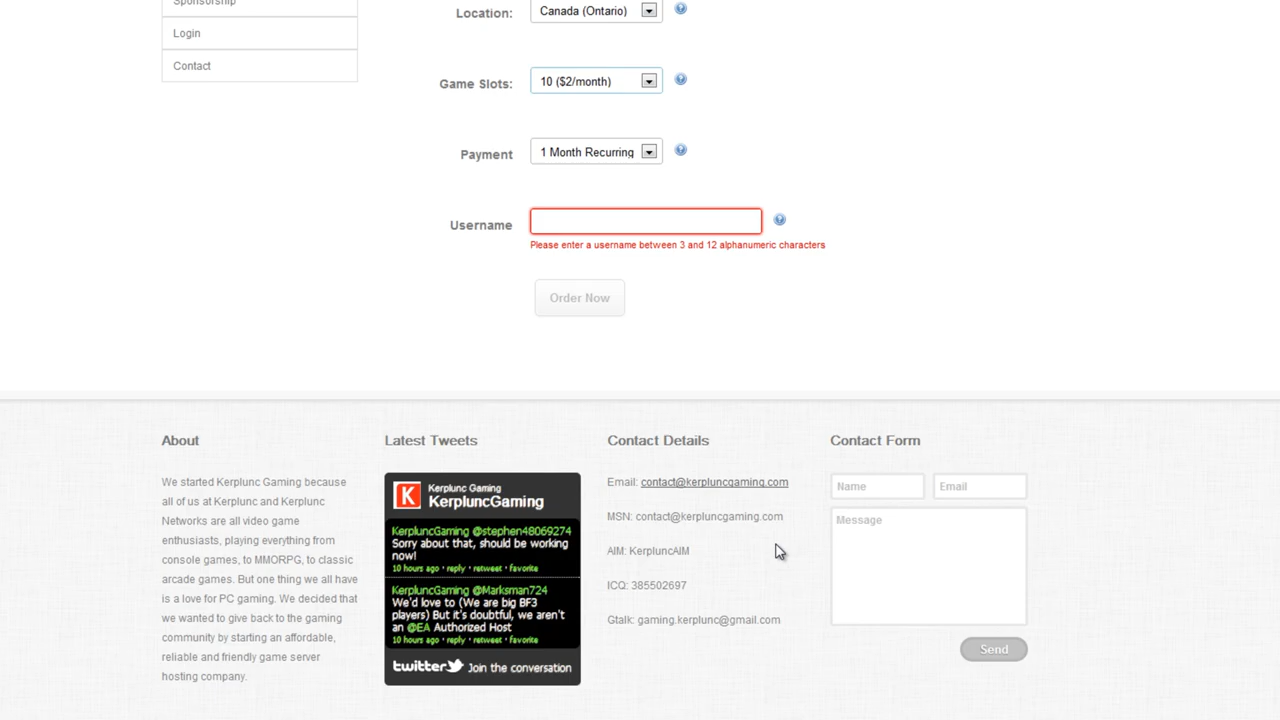 Sponsorship
Login
Contact
Location:
Canada (Ontario)
Game Slots:
10 ($2/month)
Payment
1 Month Recurring
Username
Please enter a username between 3 and 12 alphanumeric characters
Order Now
About
We started Kerplunc Gaming because
all of us at Kerplunc and Kerplunc
Networks are all video game
enthusiasts, playing everything from
console games, to MMORPG, to classic
arcade games. But one thing we all have
is a love for PC gaming. We decided that
we wanted to give back to the gaming
community by starting an affordable,
reliable and friendly game server
hosting company.
Latest Tweets
K
Kerplunc Gaming
KerpluncGaming
KerpluncGaming @stephen48069274
Sorry about that, should be working
now!
10 hours ago · reply · retweet · favorite
KerpluncGaming @Marksman724
We'd love to (We are big BF3
players) But it's doubtful, we aren't
an @EA Authorized Host
10 hours ago · reply · retweet · favorite
twitter Join the conversation
Contact Details
Email: contact@kerpluncgaming.com
MSN: contact@kerpluncgaming.com
AIM: KerpluncAIM
ICQ: 385502697
Gtalk: gaming.kerplunc@gmail.com
Contact Form
Name
Email
Message
Send